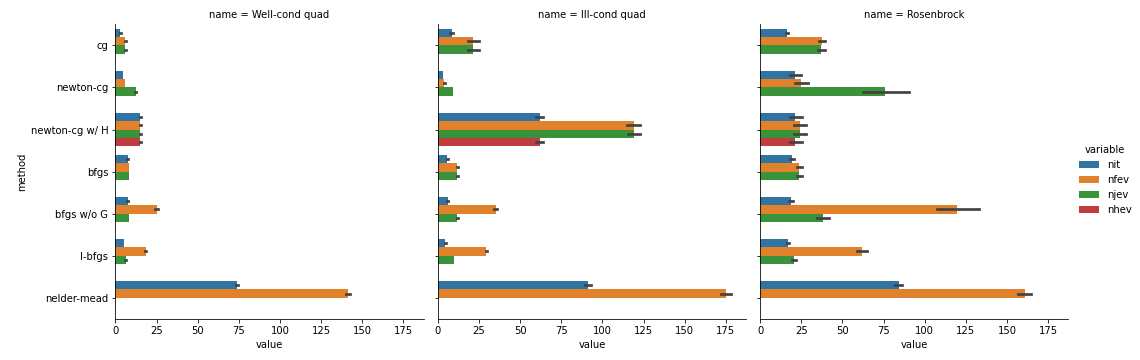 name = Well-cond quad
name = Ill-cond quad
name = Rosenbrock
method
cg
newton-cg
newton-cg w/ H
bfgs
bfgs w/o G
l-bfgs
nelder-mead
0 25 50 75 100 125 150 175
value
0 25 50 75 100 125 150 175
value
0 25 50 75 100 125 150 175
value
variable
nit
nfev
njev
nhev